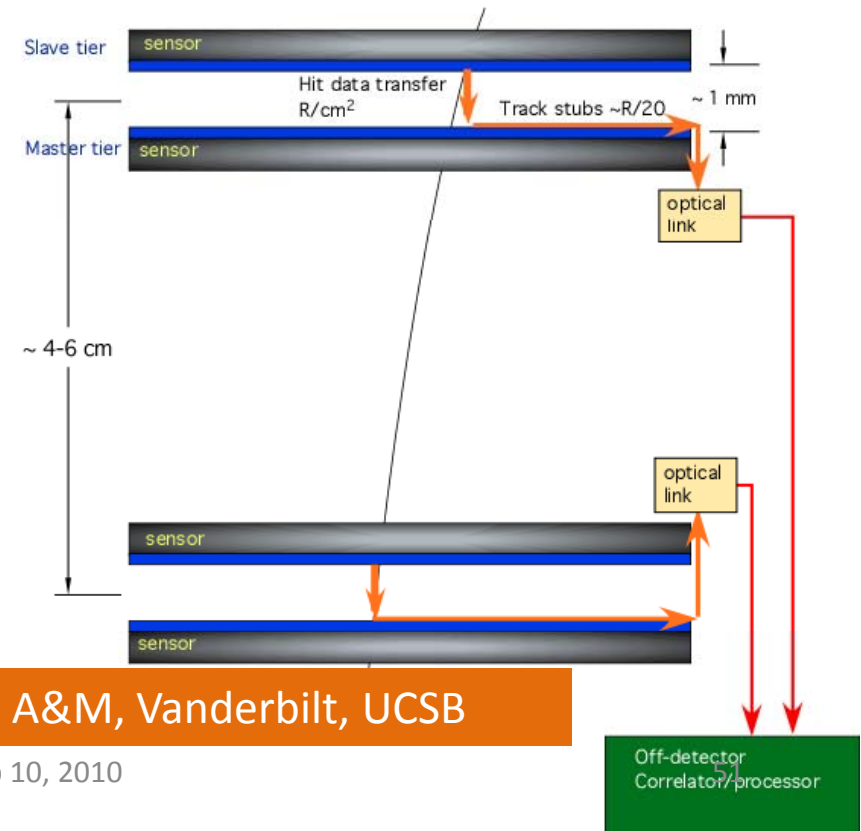 Slave tier
sensor
Hit data transfer
R/cm²
Track stubs ~R/20
~ 1 mm
Master tier
sensor
optical
link
~ 4-6 cm
optical
link
sensor
sensor
A&M, Vanderbilt, UCSB
10, 2010
Off-detector
Correlator/processor
51